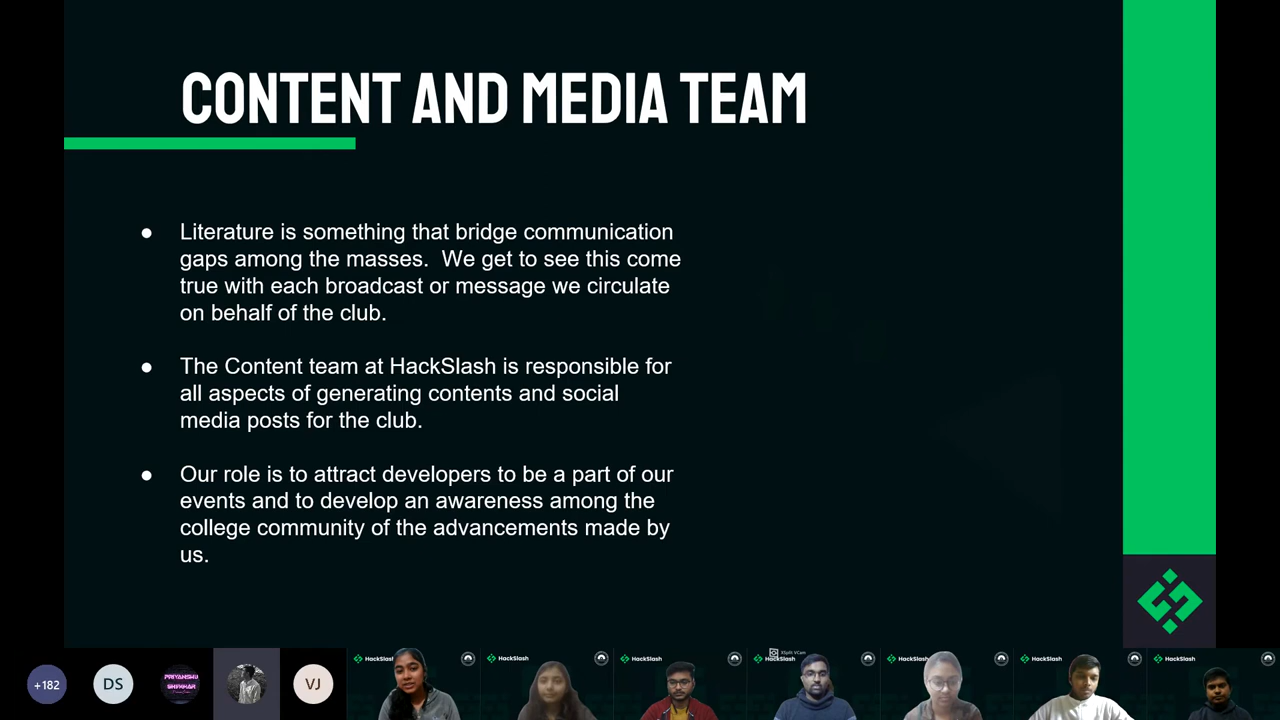 CONTENT AND MEDIA TEAM
● Literature is something that bridge communication
gaps among the masses.  We get to see this come
true with each broadcast or message we circulate
on behalf of the club.
● The Content team at HackSlash is responsible for
all aspects of generating contents and social
media posts for the club.
● Our role is to attract developers to be a part of our
events and to develop an awareness among the
college community of the advancements made by
us.
+182
DS
PRIYANSHU
VJ
HackSlash
HackSlash
HackSlash
XSplit VCam
HackSlash
HackSlash
HackSlash
HackSlash